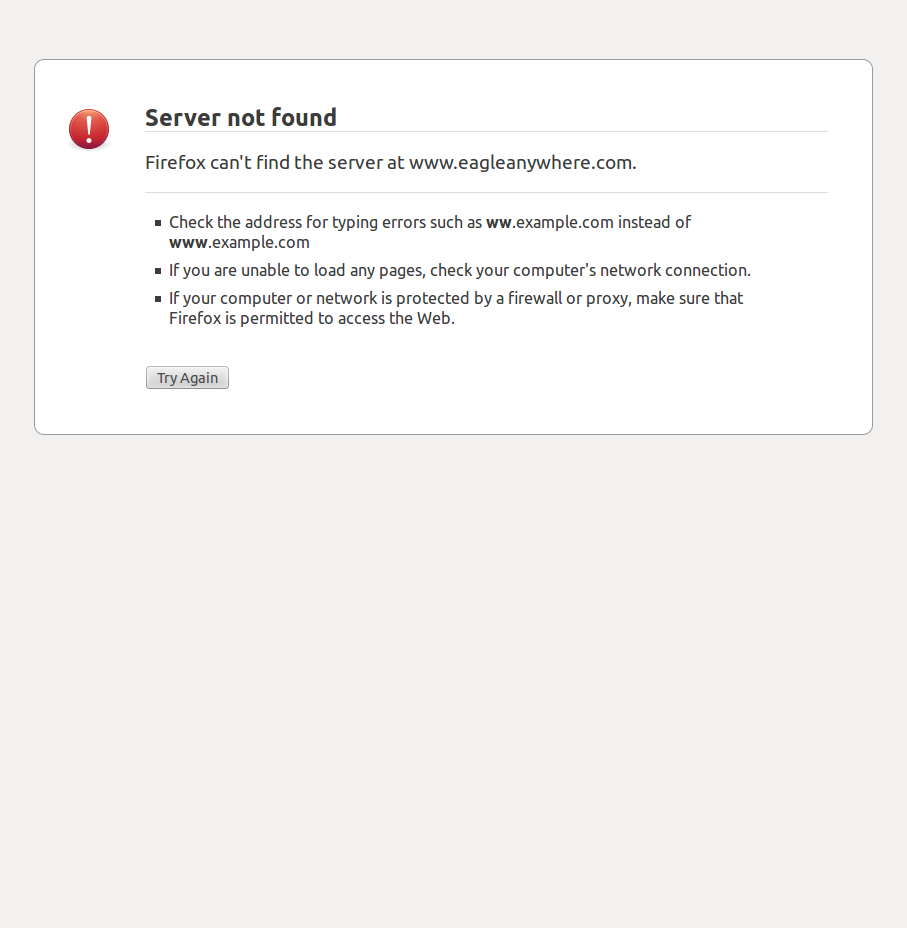 Server not found
Firefox can't find the server at www.eagleanywhere.com.
Check the address for typing errors such as ww.example.com instead of
www.example.com
If you are unable to load any pages, check your computer's network connection.
If your computer or network is protected by a firewall or proxy, make sure that
Firefox is permitted to access the Web.
Try Again